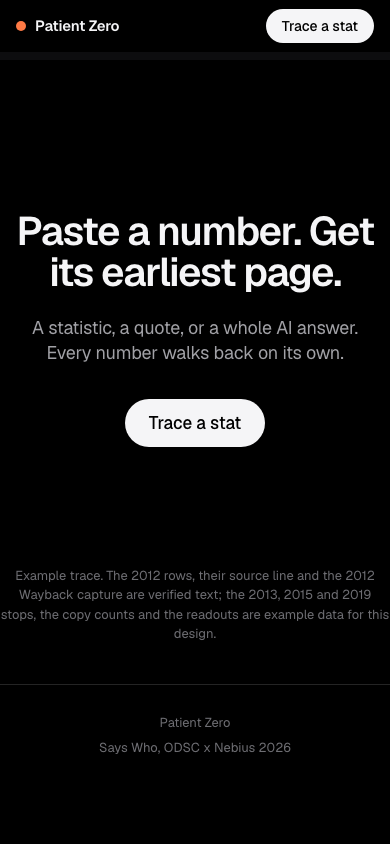 Patient Zero
Trace a stat
Paste a number. Get
its earliest page.
A statistic, a quote, or a whole AI answer.
Every number walks back on its own.
Trace a stat
Example trace. The 2012 rows, their source line and the 2012
Wayback capture are verified text; the 2013, 2015 and 2019
stops, the copy counts and the readouts are example data for this
design.
Patient Zero
Says Who, ODSC x Nebius 2026